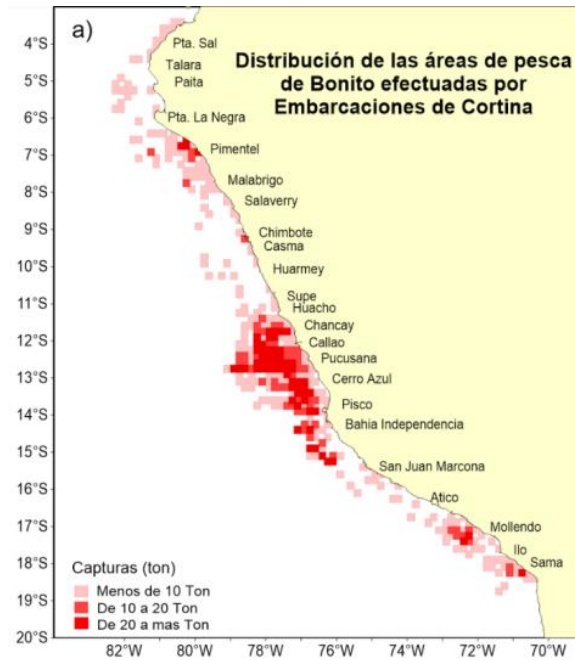 a)
Distribución de las áreas de pesca
de Bonito efectuadas por
Embarcaciones de Cortina
4°S
5°S
6°S
7°S
8°S
9°S
10°S
11°S
12°S
13°S
14°S
15°S
16°S
17°S
18°S
19°S
20°S
Pta. Sal
Talara
Paita
Pta. La Negra
Pimentel
Malabrigo
Salaverry
Chimbote
Casma
Huarmey
Supe
Huacho
Chancay
Callao
Pucusana
Cerro Azul
Pisco
Bahia Independencia
San Juan Marcona
Atico
Mollendo
Ilo
Sama
Capturas (ton)
Menos de 10 Ton
De 10 a 20 Ton
De 20 a mas Ton
82°W 80°W 78°W 76°W 74°W 72°W 70°W